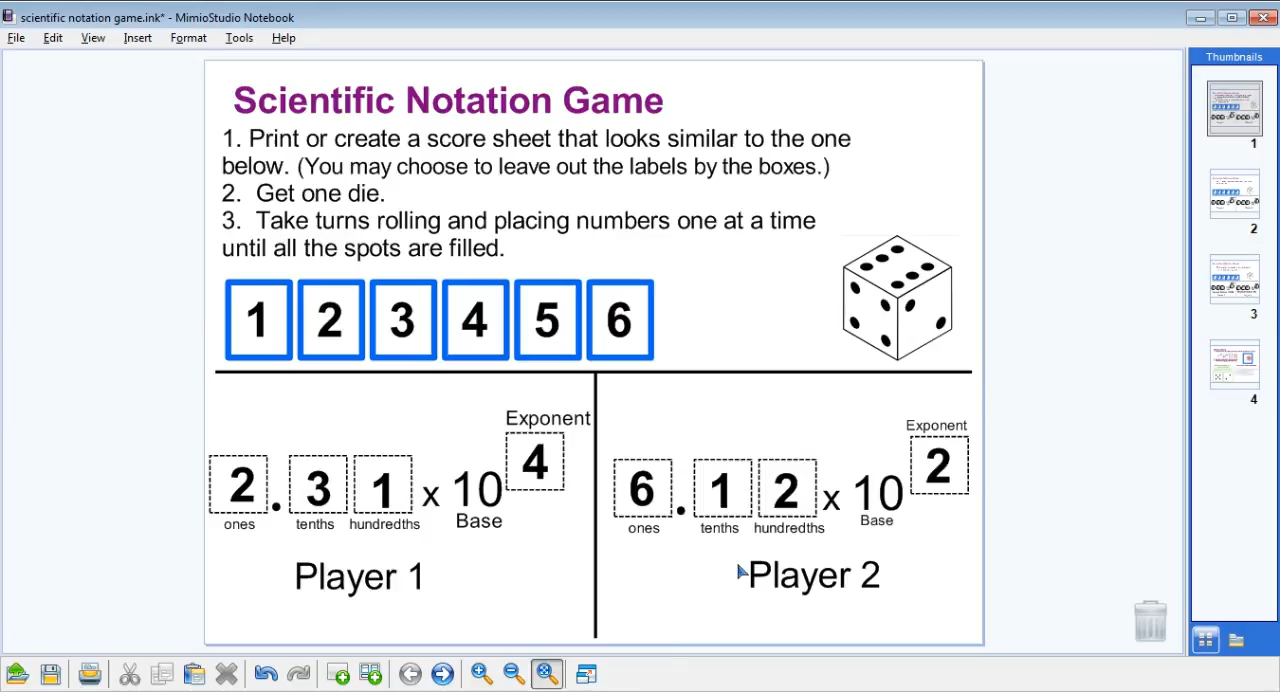 scientific notation game.ink* - MimioStudio Notebook
File Edit View Insert Format Tools Help
Thumbnails
Scientific Notation Game
1. Print or create a score sheet that looks similar to the one
below. (You may choose to leave out the labels by the boxes.)
2. Get one die.
3. Take turns rolling and placing numbers one at a time
until all the spots are filled.
1 2 3 4 5 6
Exponent
4
2 . 3 1 x 10
ones tenths hundredths Base
Player 1
Exponent
2
6 . 1 2 x 10
ones tenths hundredths Base
Player 2
1
2
3
4